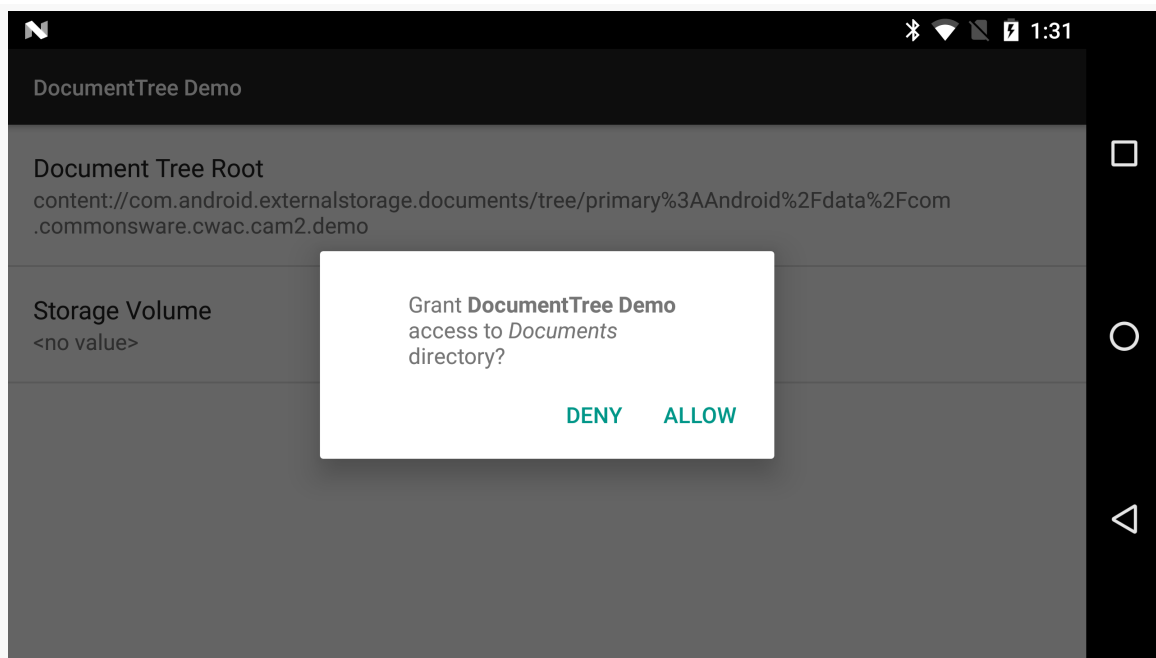 1:31
DocumentTree Demo
Document Tree Root
content://com.android.externalstorage.documents/tree/primary%3AAndroid%2Fdata%2Fcom
.commonsware.cwac.cam2.demo
Storage Volume
<no value>
Grant DocumentTree Demo
access to Documents
directory?
DENY ALLOW